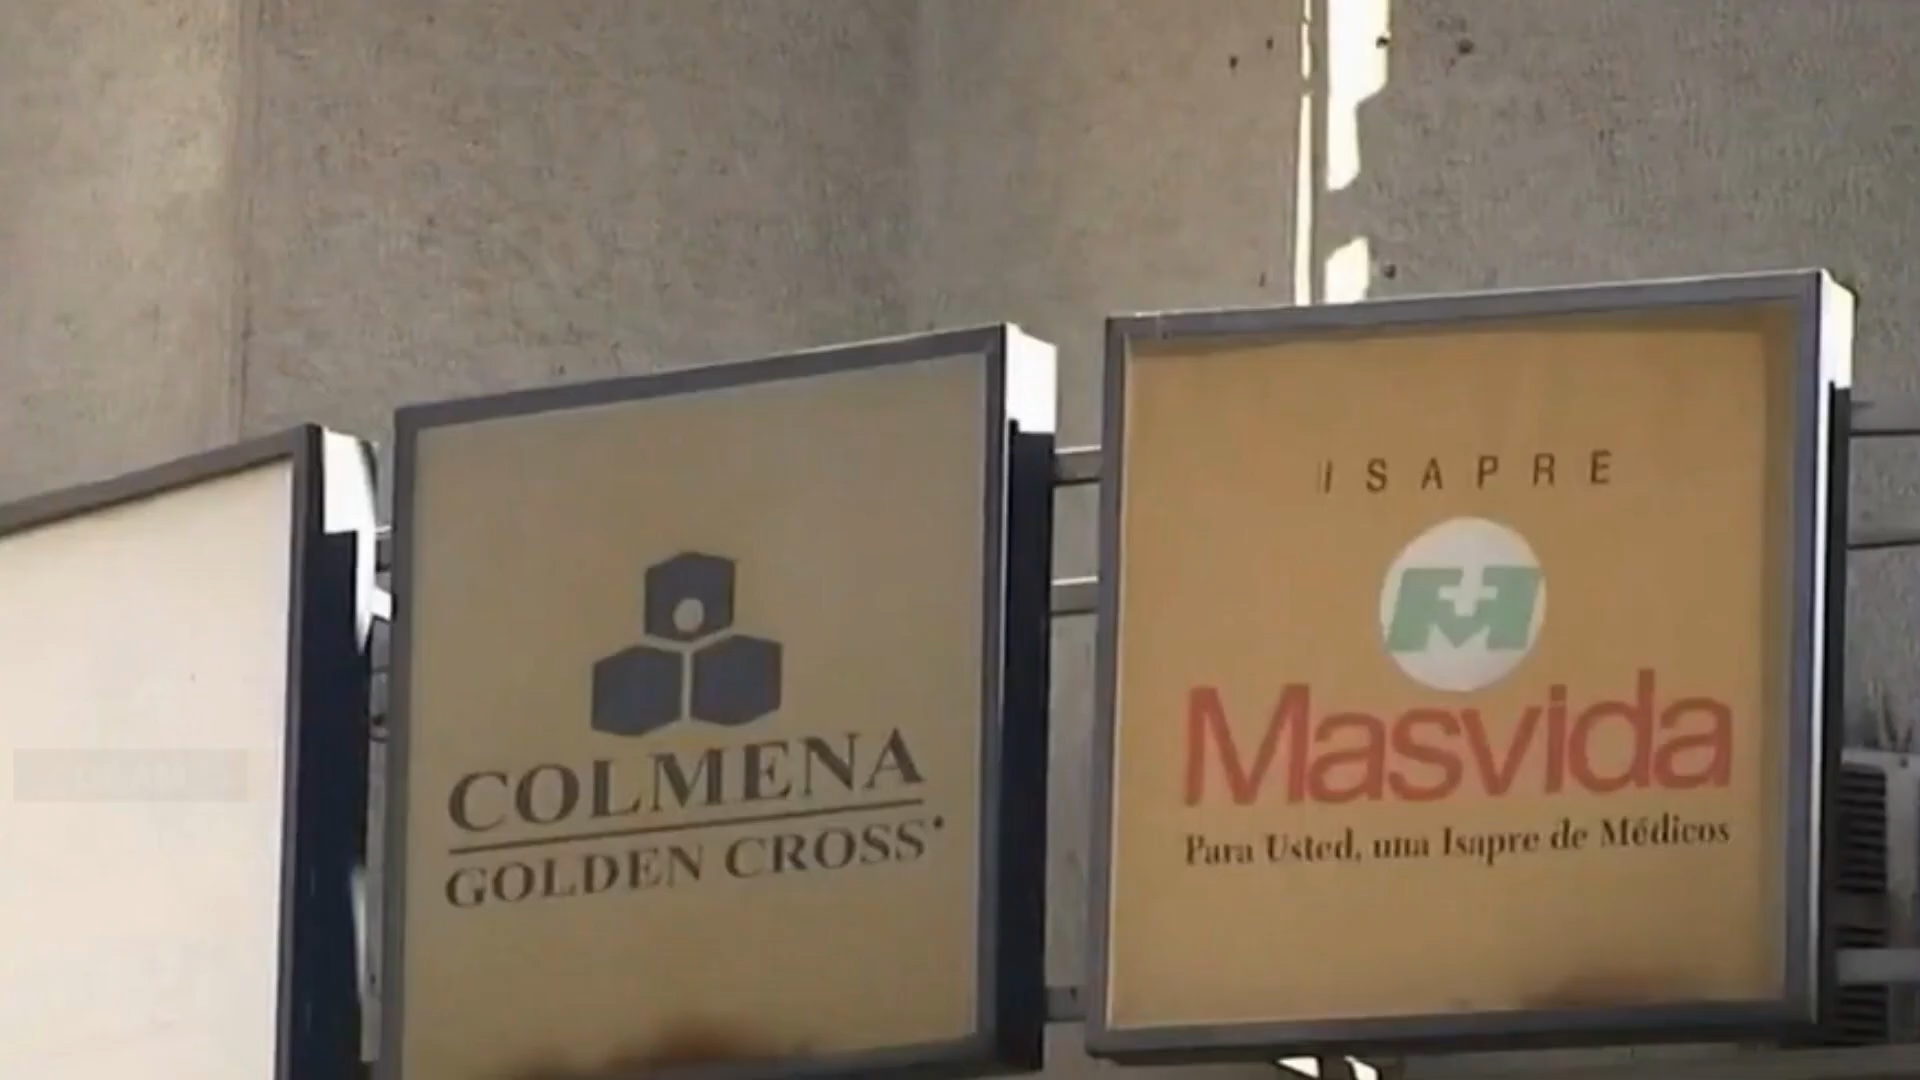 COLMENA
GOLDEN CROSS
ISAPRE
Masvida
Para Usted, una Isapre de Médicos